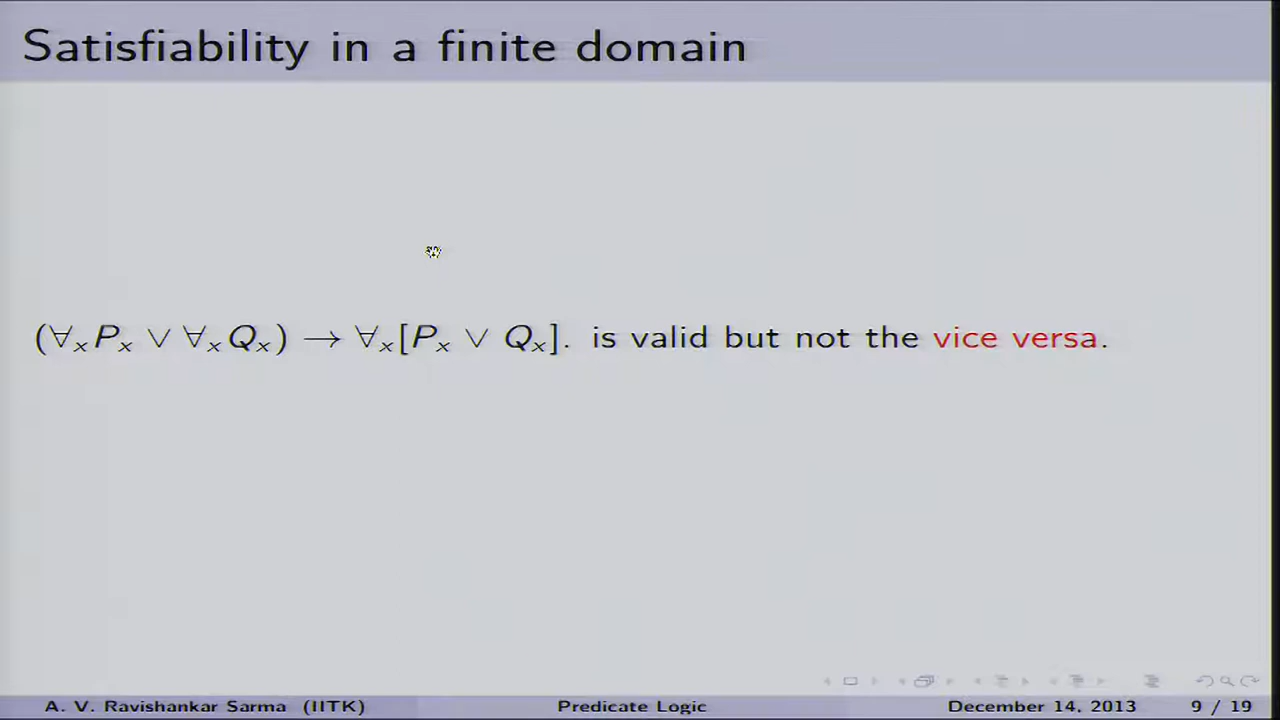 Satisfiability in a finite domain
(∀ₓPₓ ∨ ∀ₓQₓ) → ∀ₓ[Pₓ ∨ Qₓ]. is valid but not the vice versa.
A. V. Ravishankar Sarma (IITK) Predicate Logic December 14, 2013 9 / 19